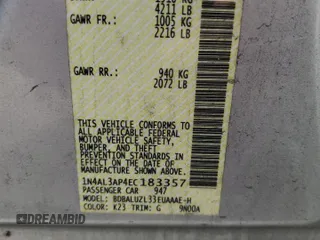 4211 LB
GAWR FR.: 1005 KG
2216 LB
GAWR RR.: 940 KG
2072 LB
THIS VEHICLE CONFORMS TO
ALL APPLICABLE FEDERAL
MOTOR VEHICLE SAFETY,
BUMPER, AND THEFT
PREVENTION STANDARDS IN
EFFECT ON THE DATE OF
MANUFACTURE SHOWN ABOVE.
1N4AL3AP4EC183357
PASSENGER CAR 947
MODEL: BDBALUZL33EUAAAE-H
COLOR: K23 TRIM: G 9N00A
DREAMBID